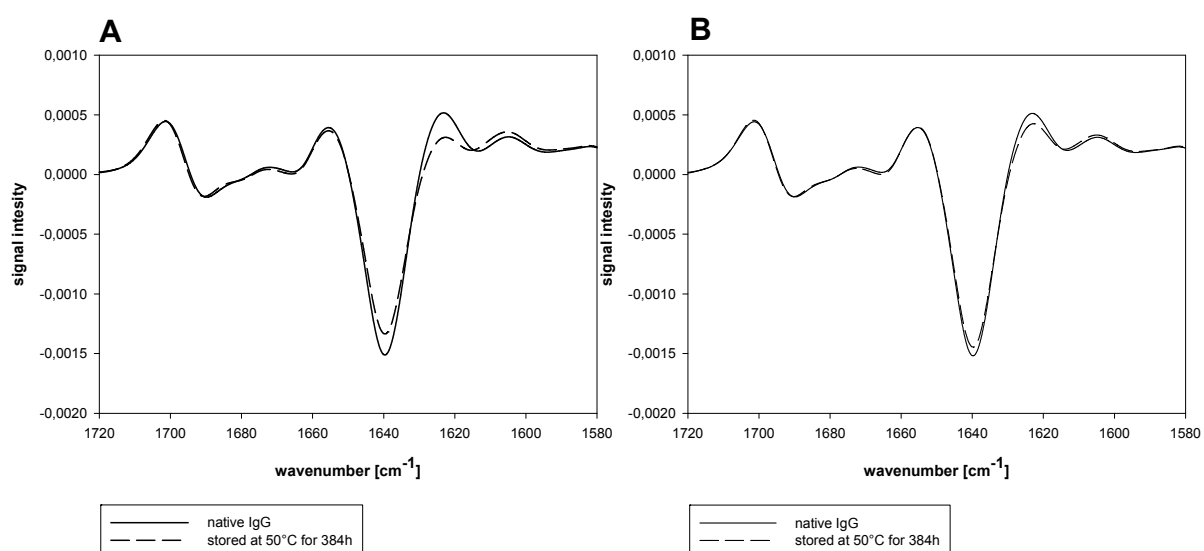 A
0,0010
0,0005
0,0000
-0,0005
-0,0010
-0,0015
-0,0020
signal intesity
1720 1700 1680 1660 1640 1620 1600 1580
wavenumber [cm-1]
native IgG
stored at 50°C for 384h
B
0,0010
0,0005
0,0000
-0,0005
-0,0010
-0,0015
-0,0020
signal intesity
1720 1700 1680 1660 1640 1620 1600 1580
wavenumber [cm-1]
native IgG
stored at 50°C for 384h